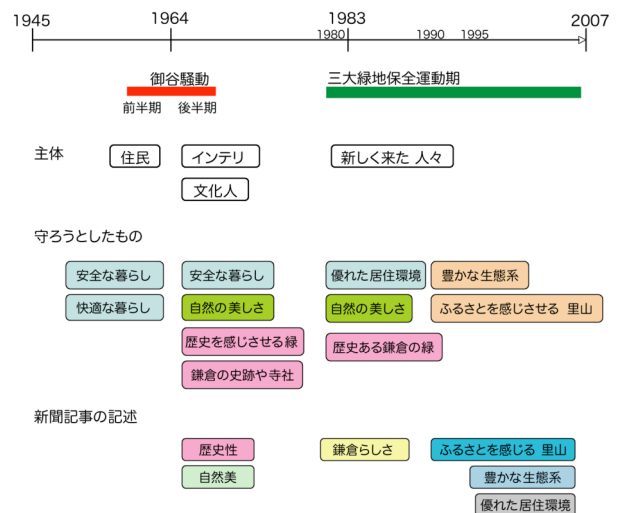 1945 1964 1983 2007
1980 1990 1995
御谷騒動 三大緑地保全運動期
前半期 後半期
主体 住民 インテリ 新しく来た 人々
文化人
守ろうとしたもの
安全な暮らし 安全な暮らし 優れた居住環境 豊かな生態系
快適な暮らし 自然の美しさ 自然の美しさ ふるさとを感じさせる 里山
歴史を感じさせる緑 歴史ある鎌倉の緑
鎌倉の史跡や寺社
新聞記事の記述
歴史性 鎌倉らしさ ふるさとを感じる 里山
自然美 豊かな生態系
優れた居住環境